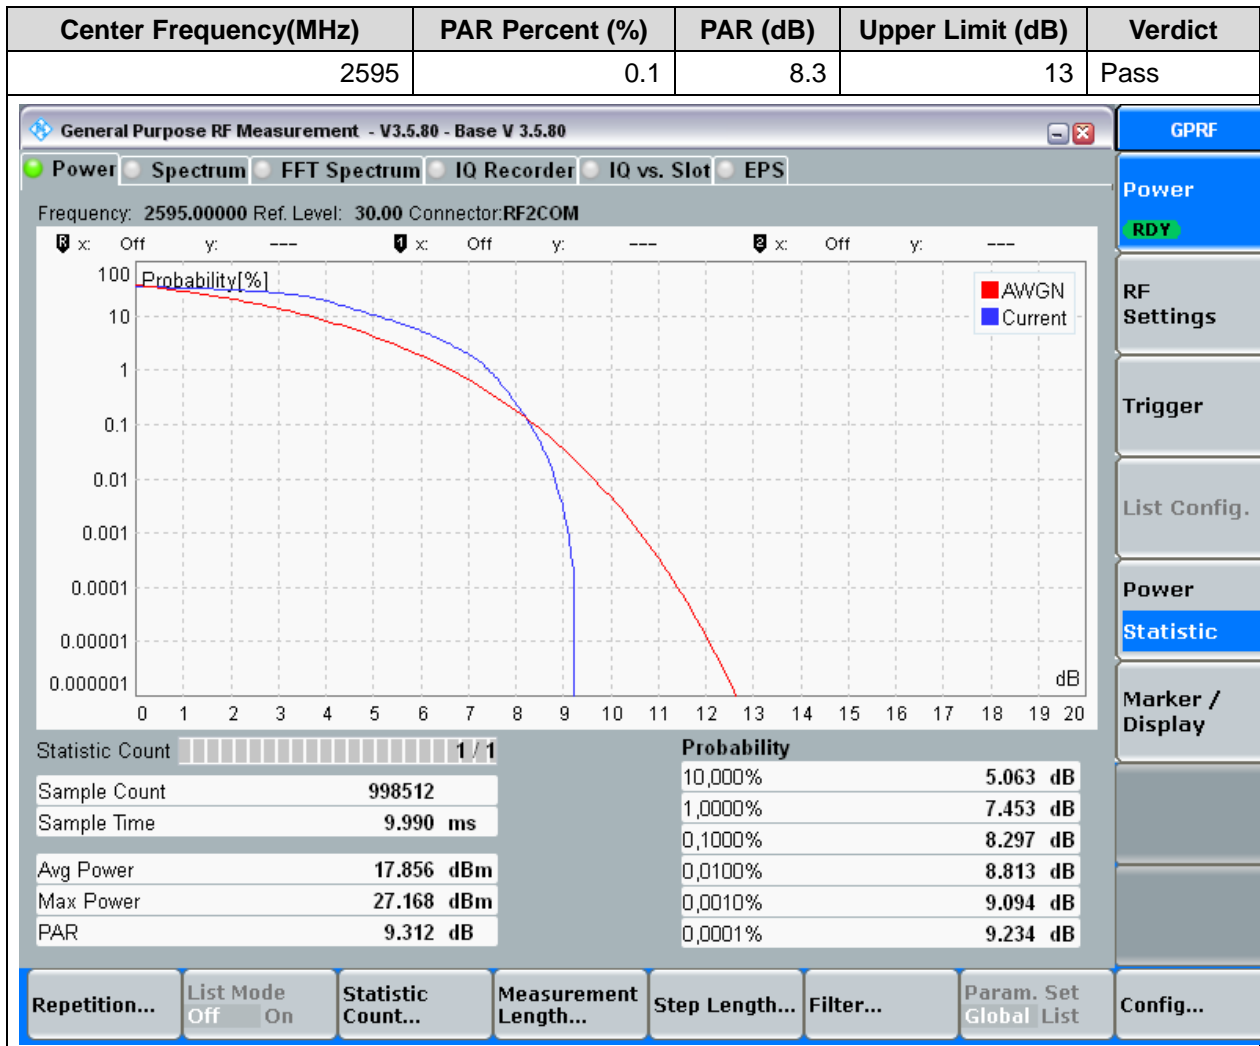 Center Frequency(MHz) PAR Percent (%) PAR (dB) Upper Limit (dB) Verdict
2595 0.1 8.3 13 Pass
General Purpose RF Measurement - V3.5.80 - Base V 3.5.80
GPRF
Power Spectrum FFT Spectrum IQ Recorder IQ vs. Slot EPS
Power
RDY
Frequency: 2595.00000 Ref. Level: 30.00 Connector:RF2COM
R x: Off y: --- 1 x: Off y: --- 2 x: Off y: ---
100 Probability[%]
AWGN
Current
10
1
0.1
0.01
0.001
0.0001
0.00001
0.000001
dB
0 1 2 3 4 5 6 7 8 9 10 11 12 13 14 15 16 17 18 19 20
RF
Settings
Trigger
List Config.
Power
Statistic
Marker /
Display
Statistic Count 1 / 1
Sample Count 998512
Sample Time 9.990 ms
Avg Power 17.856 dBm
Max Power 27.168 dBm
PAR 9.312 dB
Probability
10,000% 5.063 dB
1,0000% 7.453 dB
0,1000% 8.297 dB
0,0100% 8.813 dB
0,0010% 9.094 dB
0,0001% 9.234 dB
Repetition...
List Mode
Off On
Statistic
Count...
Measurement
Length...
Step Length...
Filter...
Param. Set
Global List
Config...